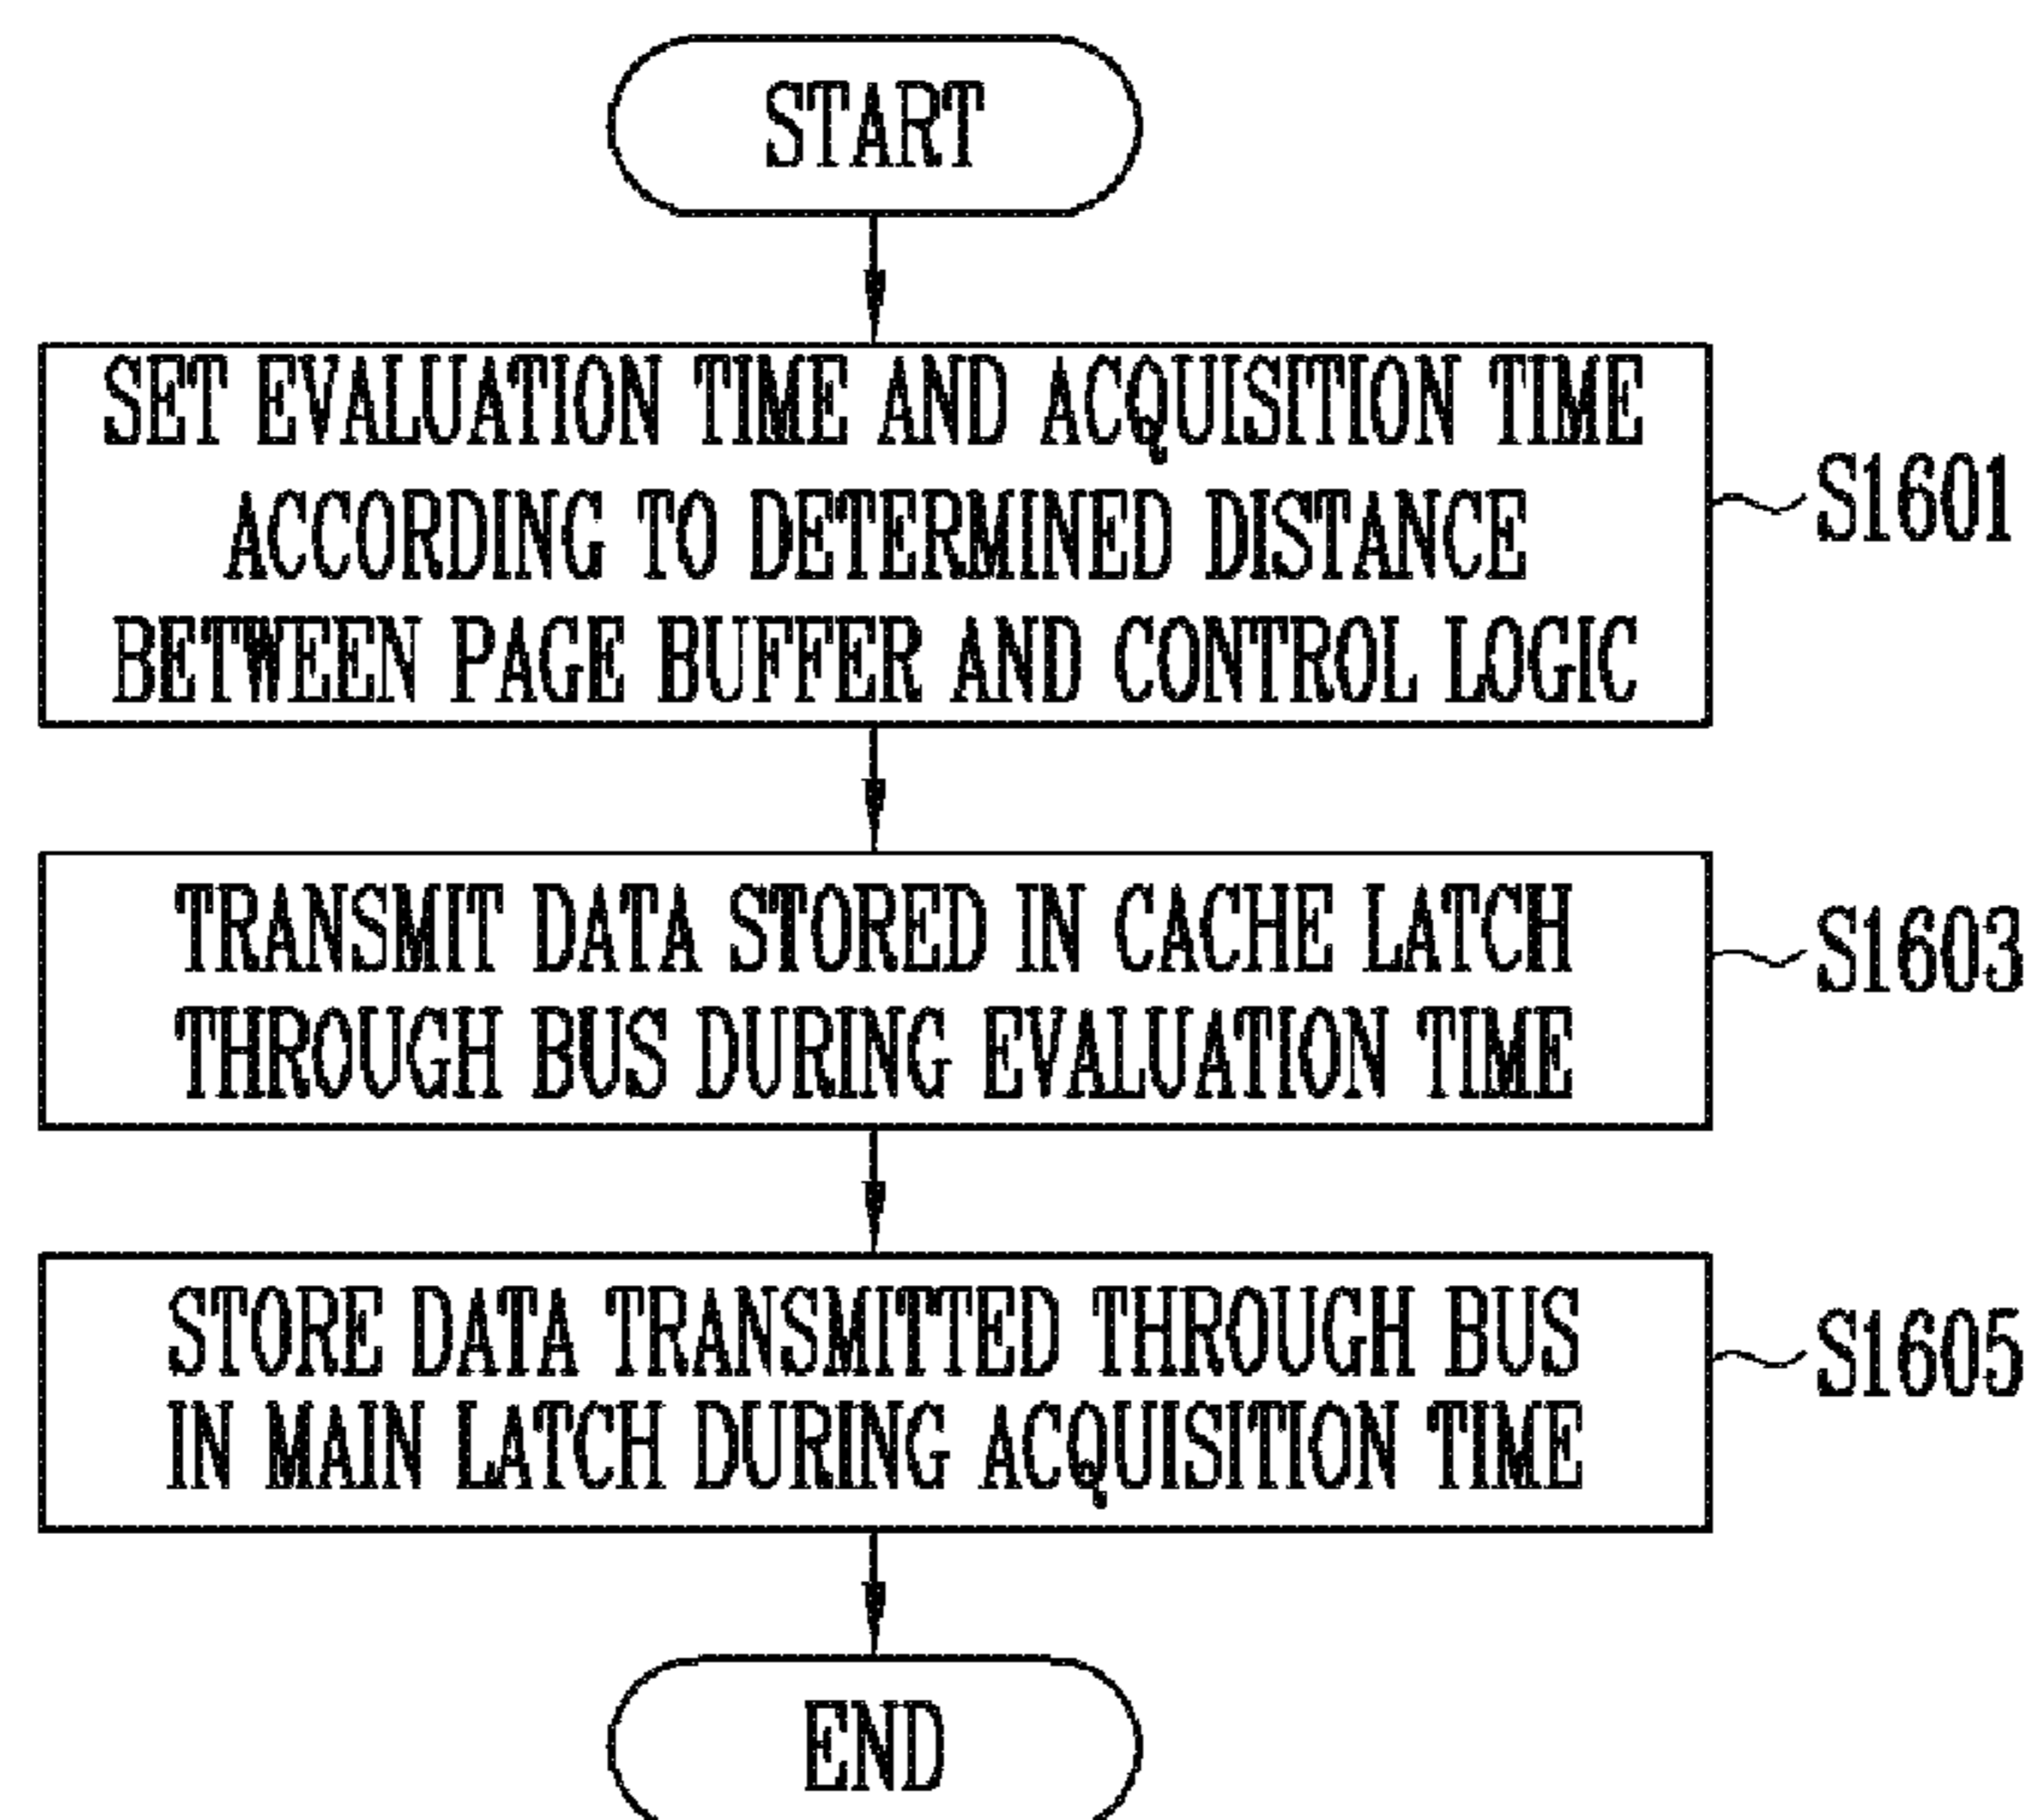 START
SET EVALUATION TIME AND ACQUISITION TIME
ACCORDING TO DETERMINED DISTANCE
BETWEEN PAGE BUFFER AND CONTROL LOGIC
S1601
TRANSMIT DATA STORED IN CACHE LATCH
THROUGH BUS DURING EVALUATION TIME
S1603
STORE DATA TRANSMITTED THROUGH BUS
IN MAIN LATCH DURING ACQUISITION TIME
S1605
END